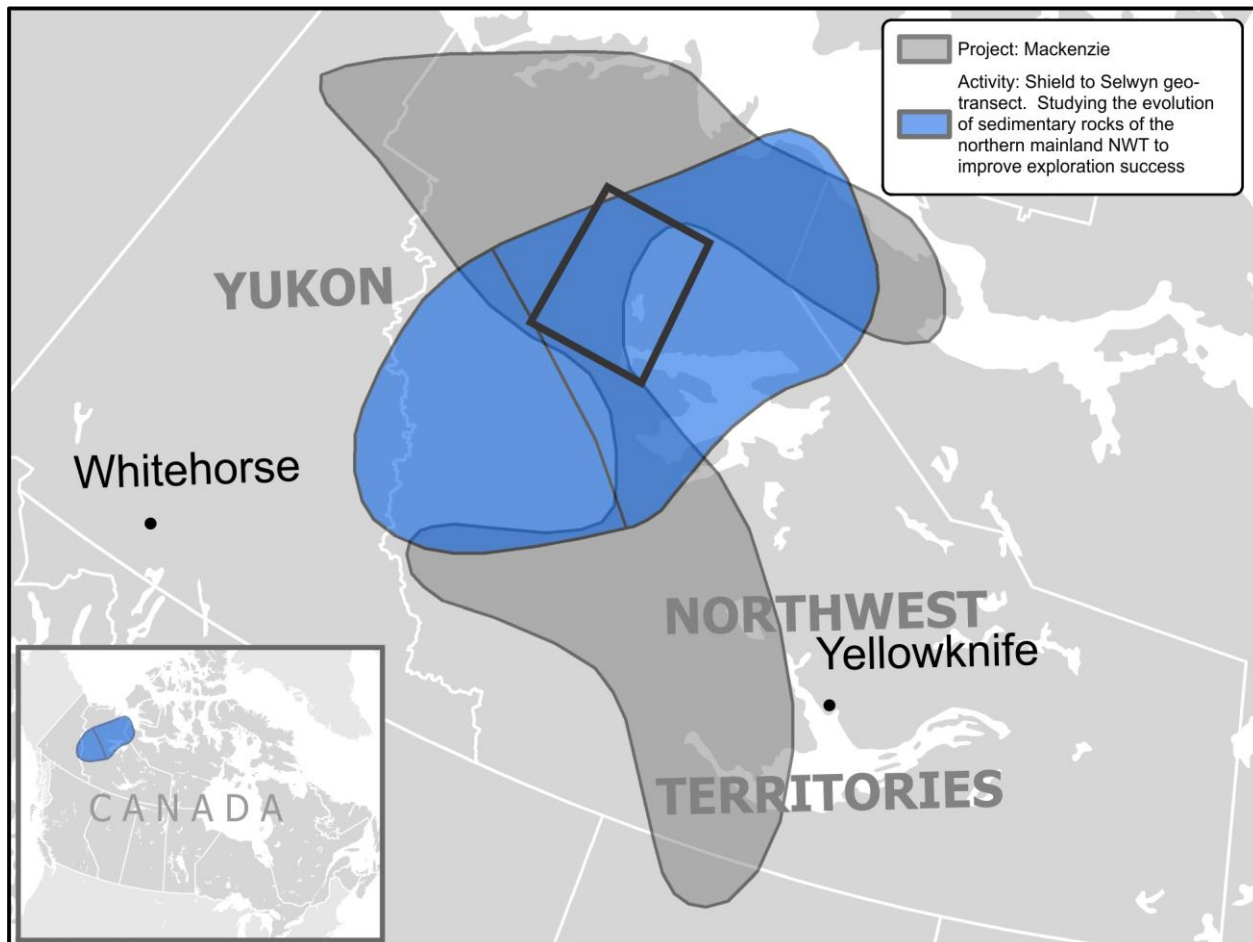 Project: Mackenzie
Activity: Shield to Selwyn geo-
transect.  Studying the evolution
of sedimentary rocks of the
northern mainland NWT to
improve exploration success
YUKON
Whitehorse
NORTHWEST
Yellowknife
TERRITORIES
CANADA